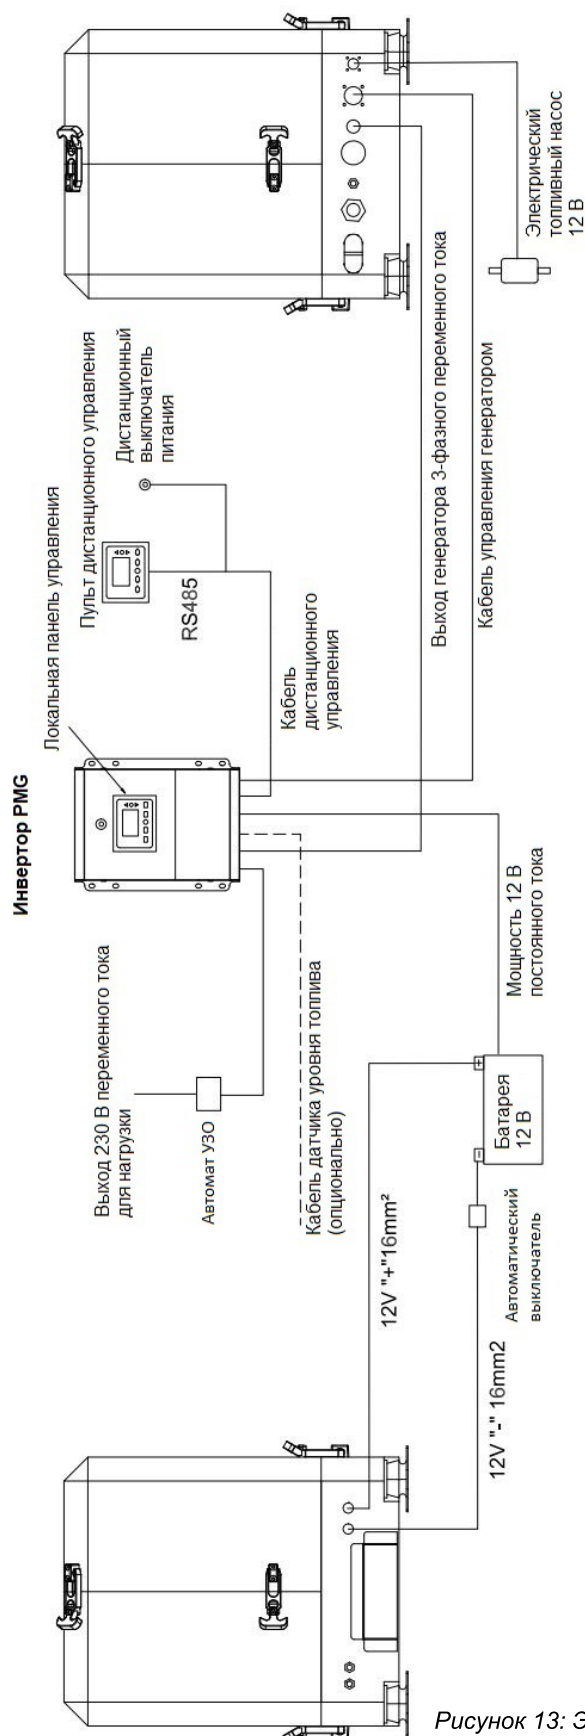 Инвертор PMG
Локальная панель управления
Пульт дистанционного управления
Дистанционный
выключатель
питания
RS485
Кабель
дистанционного
управления
Выход 230 В переменного тока
для нагрузки
Автомат УЗО
Кабель датчика уровня топлива
(опционально)
Выход генератора 3-фазного переменного тока
Кабель управления генератором
Электрический
топливный насос
12 В
Мощность 12 В
постоянного тока
12V "+"16mm²
12V "-" 16mm2
+
-
Батарея
12 В
Автоматический
выключатель
Рисунок 13: Э